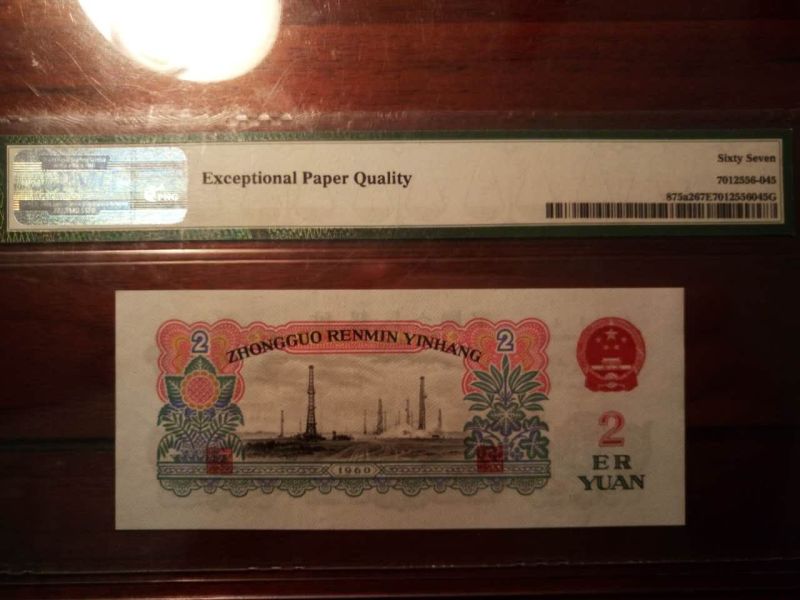 Exceptional Paper Quality
Sixty Seven
7012556-045
875a267E7012556045G
2 ZHONGGUO RENMIN YINHANG 2
1960
2
ER
YUAN